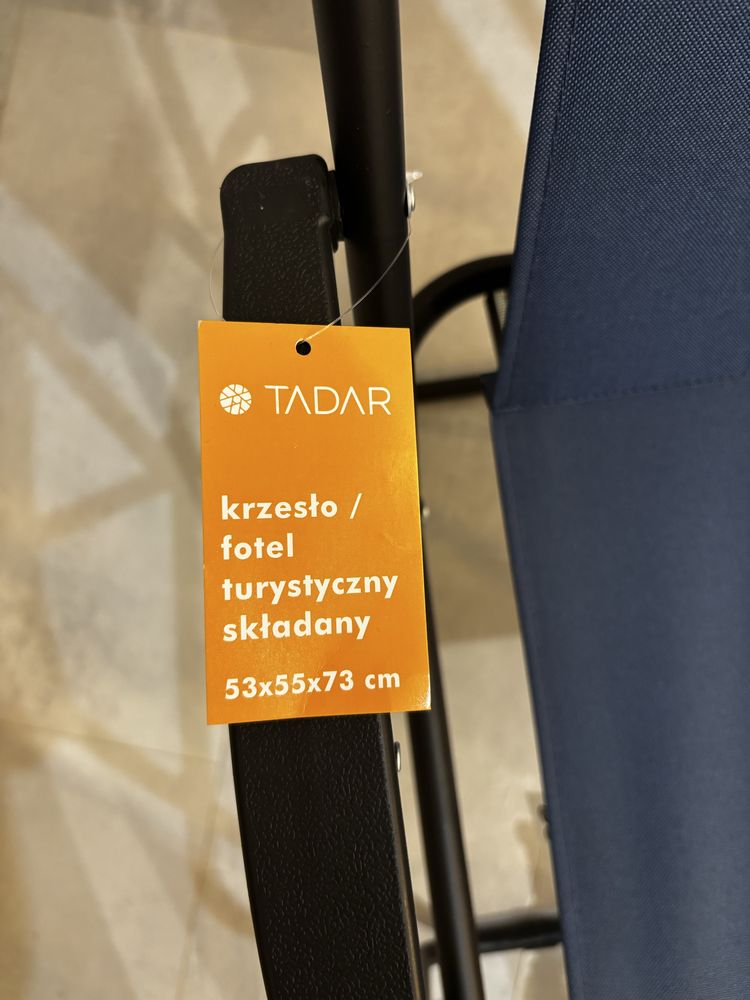 TADAR
krzesło /
fotel
turystyczny
składany
53x55x73 cm